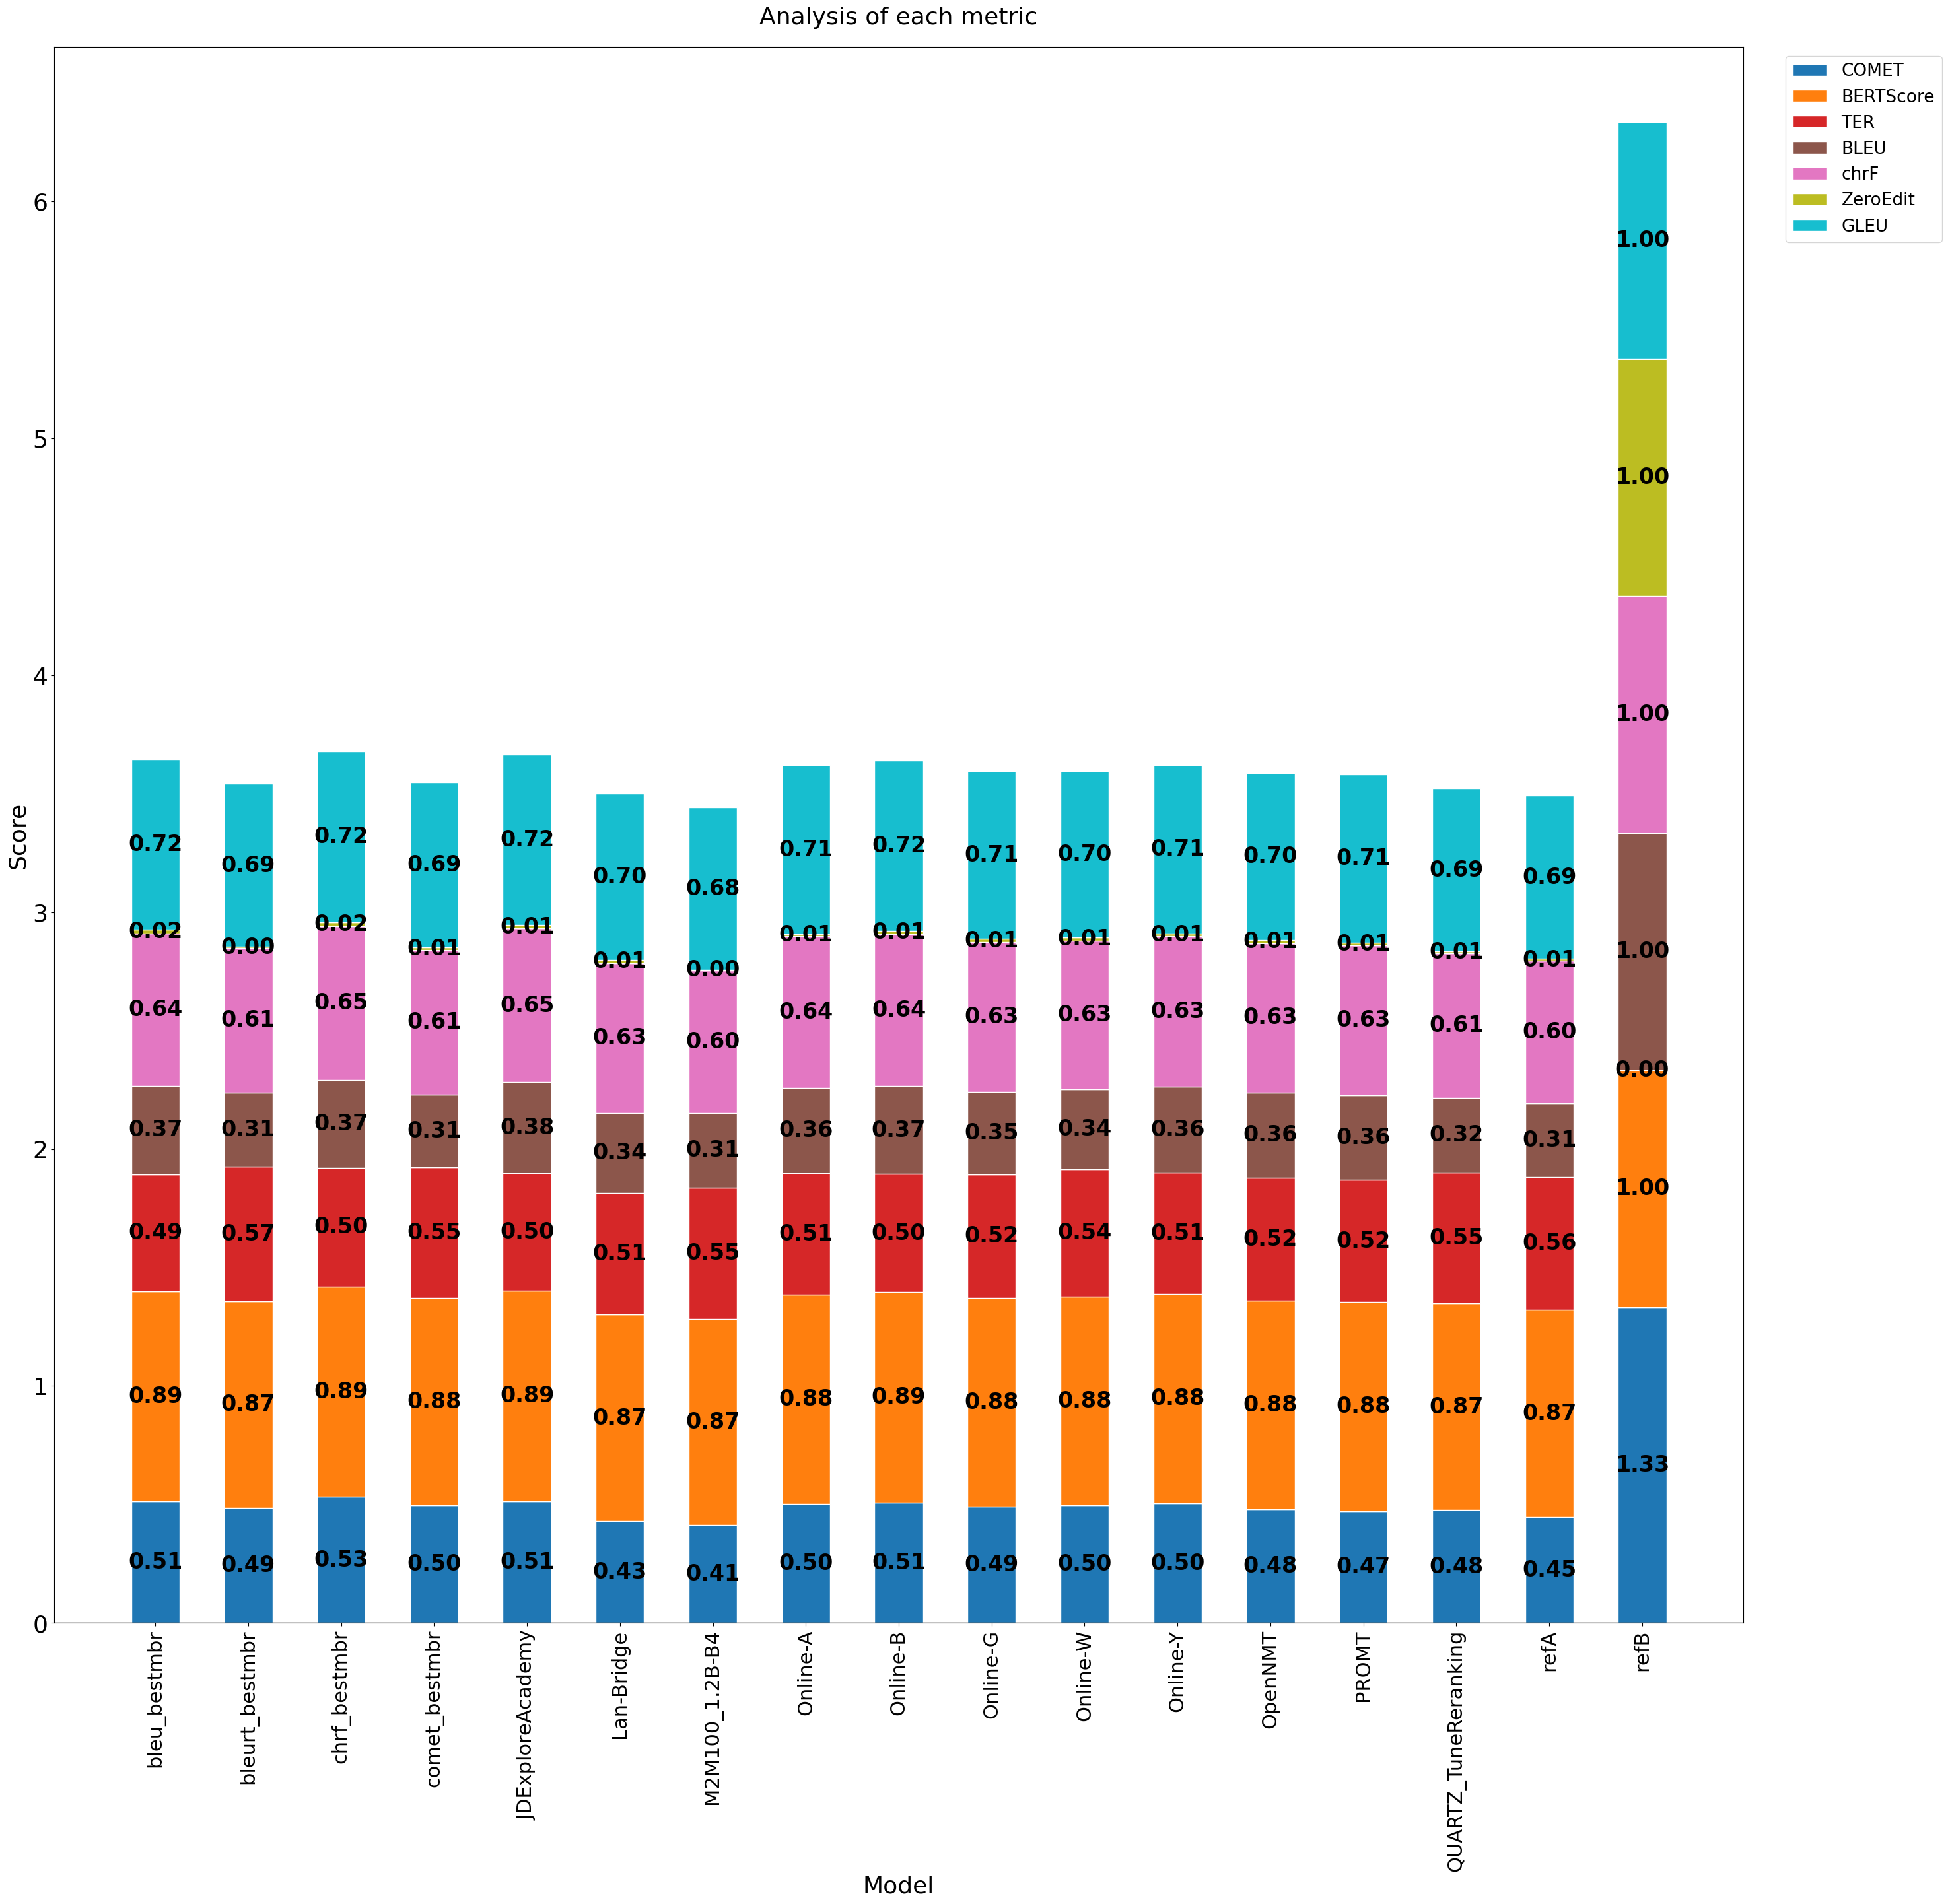 Analysis of each metric
COMET
BERTScore
TER
BLEU
chrF
ZeroEdit
GLEU
Score
6
5
4
3
2
1
0
0.72 0.02 0.64 0.37 0.49 0.89 0.51
0.69 0.00 0.61 0.31 0.57 0.87 0.49
0.72 0.02 0.65 0.37 0.50 0.89 0.53
0.69 0.01 0.61 0.31 0.55 0.88 0.50
0.72 0.01 0.65 0.38 0.50 0.89 0.51
0.70 0.01 0.63 0.34 0.51 0.87 0.43
0.68 0.00 0.60 0.31 0.55 0.87 0.41
0.71 0.01 0.64 0.36 0.51 0.88 0.50
0.72 0.01 0.64 0.37 0.50 0.89 0.51
0.71 0.01 0.63 0.35 0.52 0.88 0.49
0.70 0.01 0.63 0.34 0.54 0.88 0.50
0.71 0.01 0.63 0.36 0.51 0.88 0.50
0.70 0.01 0.63 0.36 0.52 0.88 0.48
0.71 0.01 0.63 0.36 0.52 0.88 0.47
0.69 0.01 0.61 0.32 0.55 0.87 0.48
0.69 0.01 0.60 0.31 0.56 0.87 0.45
1.00 1.00 1.00 1.00 0.00 1.00 1.33
bleu_bestmbr
bleurt_bestmbr
chrf_bestmbr
comet_bestmbr
JDExploreAcademy
Lan-Bridge
M2M100_1.2B-B4
Online-A
Online-B
Online-G
Online-W
Online-Y
OpenNMT
PROMT
QUARTZ_TuneReranking
refA
refB
Model